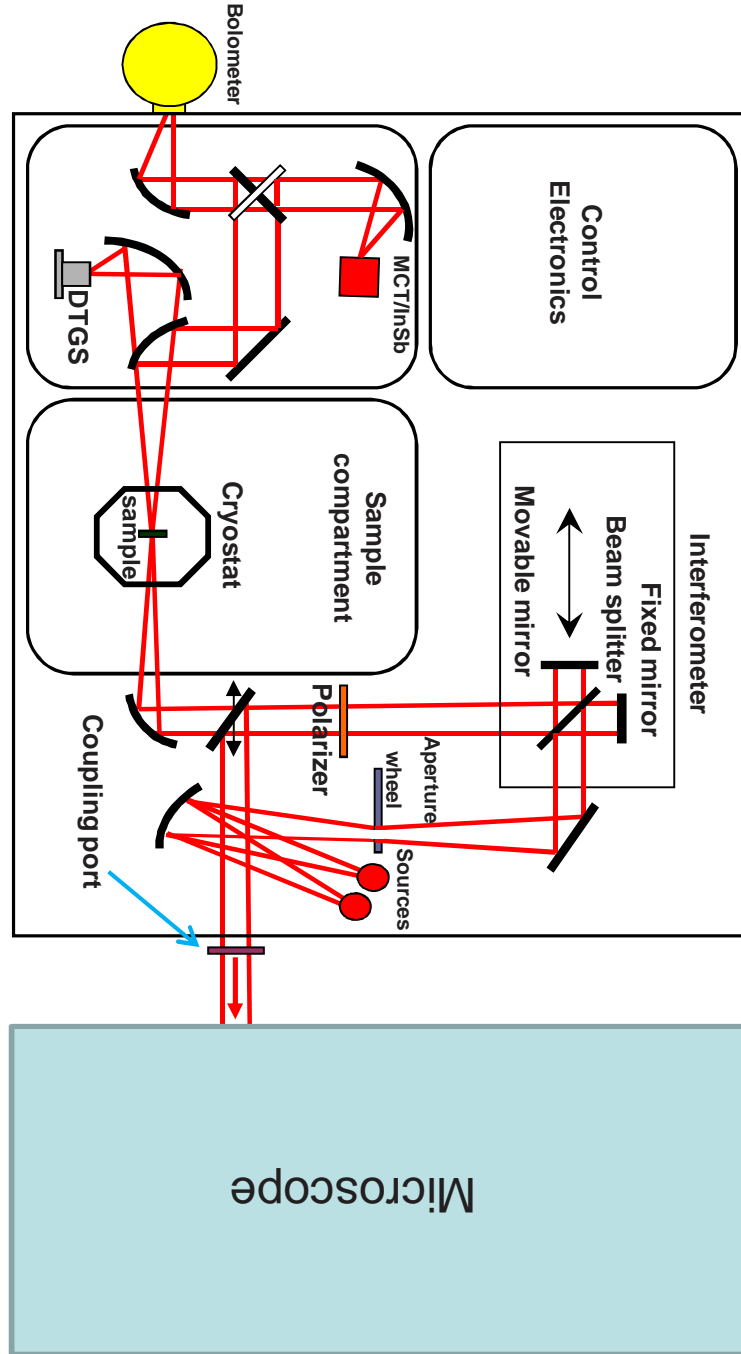 Bolometer
MCT/InSb
DTGS
Control
Electronics
Sample
compartment
Cryostat
sample
Interferometer
Fixed mirror
Beam splitter
Movable mirror
Polarizer
Aperture
wheel
Sources
Coupling port
Microscope